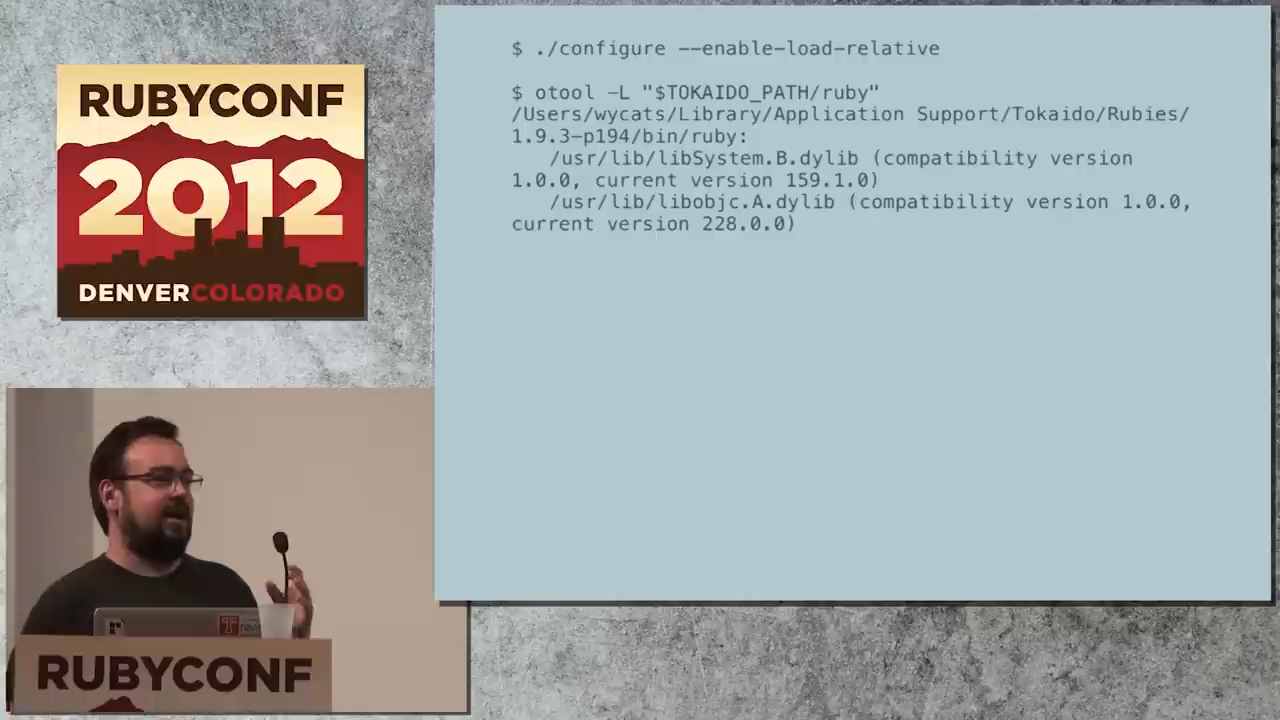 RUBYCONF
2012
DENVERCOLORADO
$ ./configure --enable-load-relative
$ otool -L "$TOKAIDO_PATH/ruby"
/Users/wycats/Library/Application Support/Tokaido/Rubies/
1.9.3-p194/bin/ruby:
/usr/lib/libSystem.B.dylib (compatibility version
1.0.0, current version 159.1.0)
/usr/lib/libobjc.A.dylib (compatibility version 1.0.0,
current version 228.0.0)
RUBYCONF